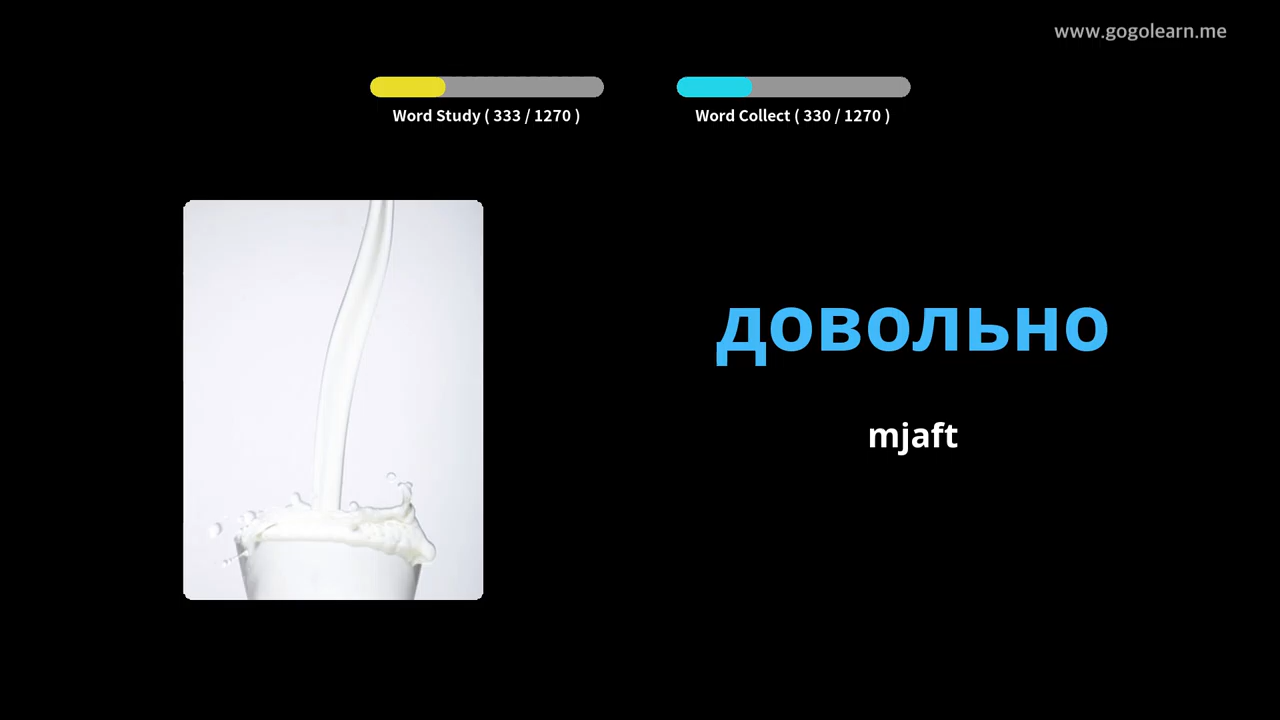 www.gogolearn.me
Word Study ( 333 / 1270 )
Word Collect ( 330 / 1270 )
довольно
mjaft